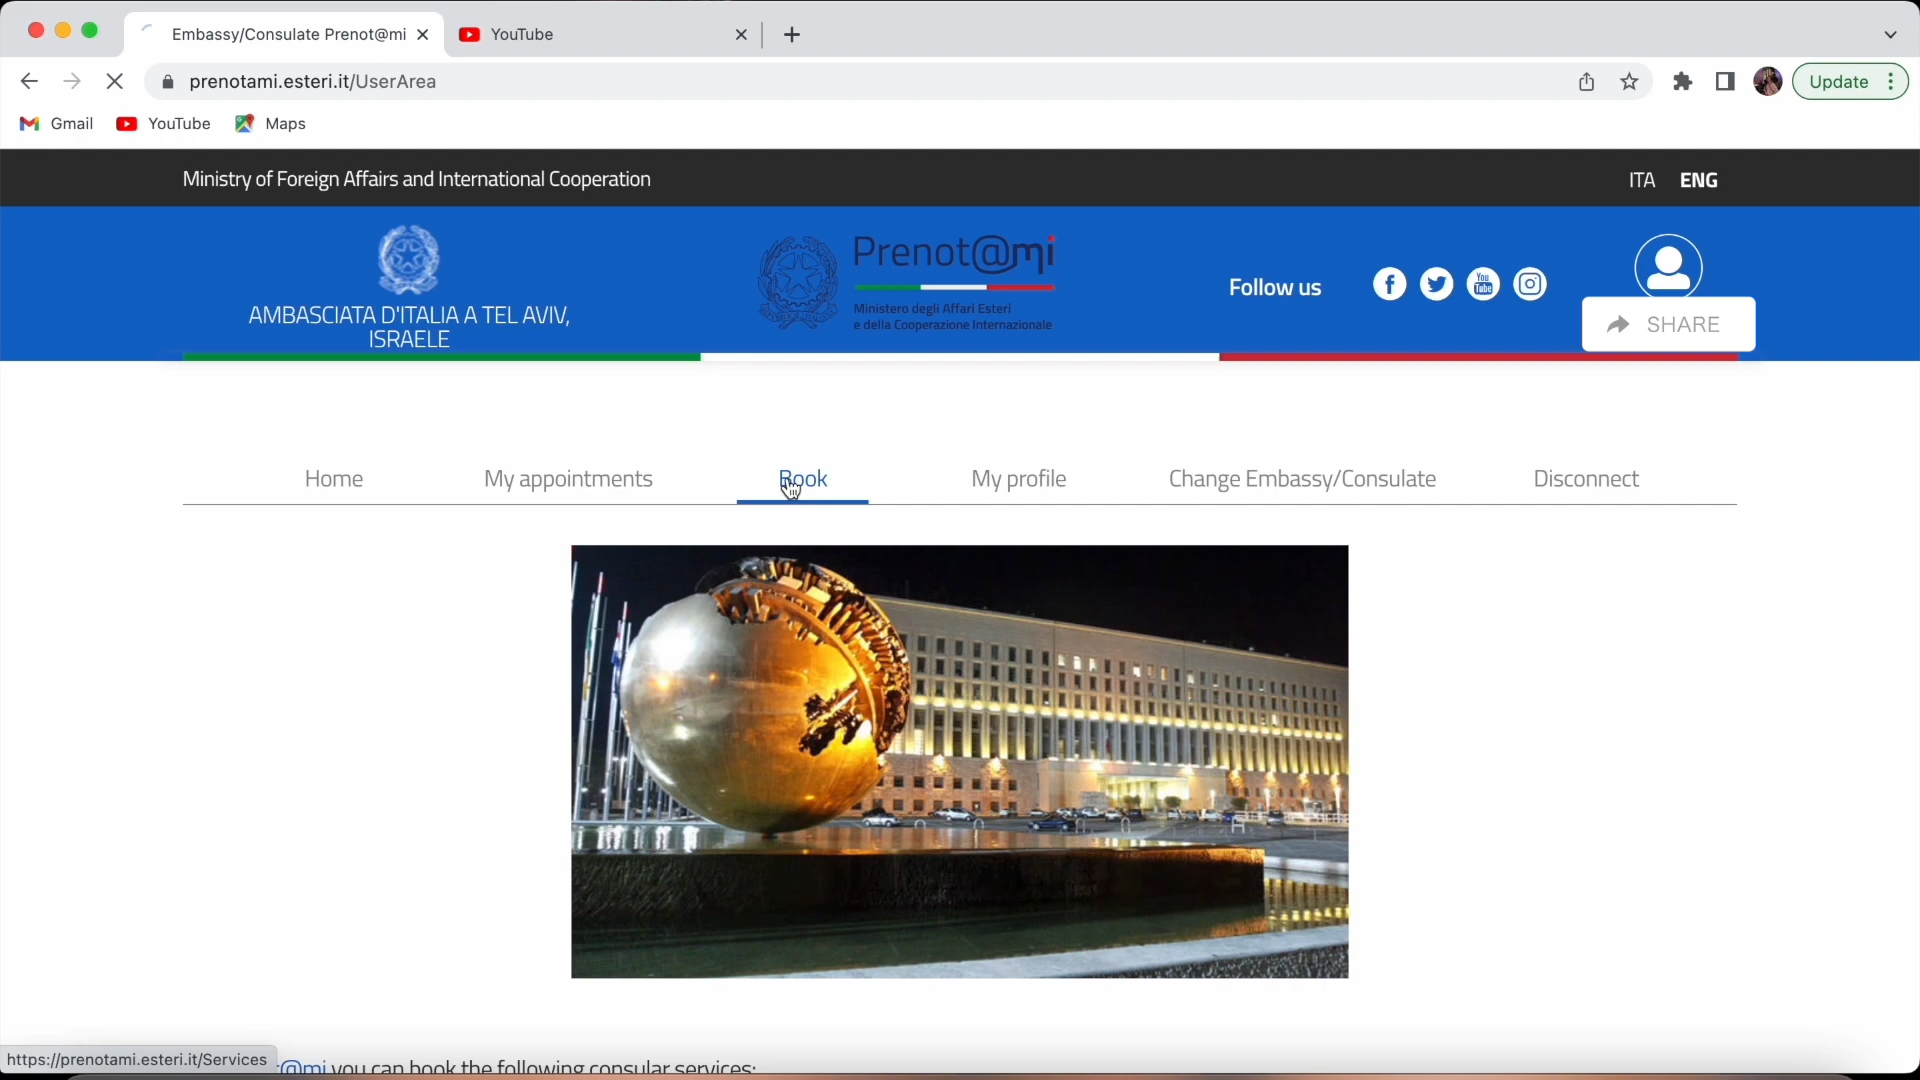 Embassy/Consulate Prenot@mi
YouTube
prenotami.esteri.it/UserArea
Update
Gmail
YouTube
Maps
Ministry of Foreign Affairs and International Cooperation
ITA
ENG
AMBASCIATA D'ITALIA A TEL AVIV,
ISRAELE
Prenot@mi
Ministero degli Affari Esteri
e della Cooperazione Internazionale
Follow us
You
Tube
SHARE
Home
My appointments
Book
My profile
Change Embassy/Consulate
Disconnect
https://prenotami.esteri.it/Services
t@mi you can book the following consular services: